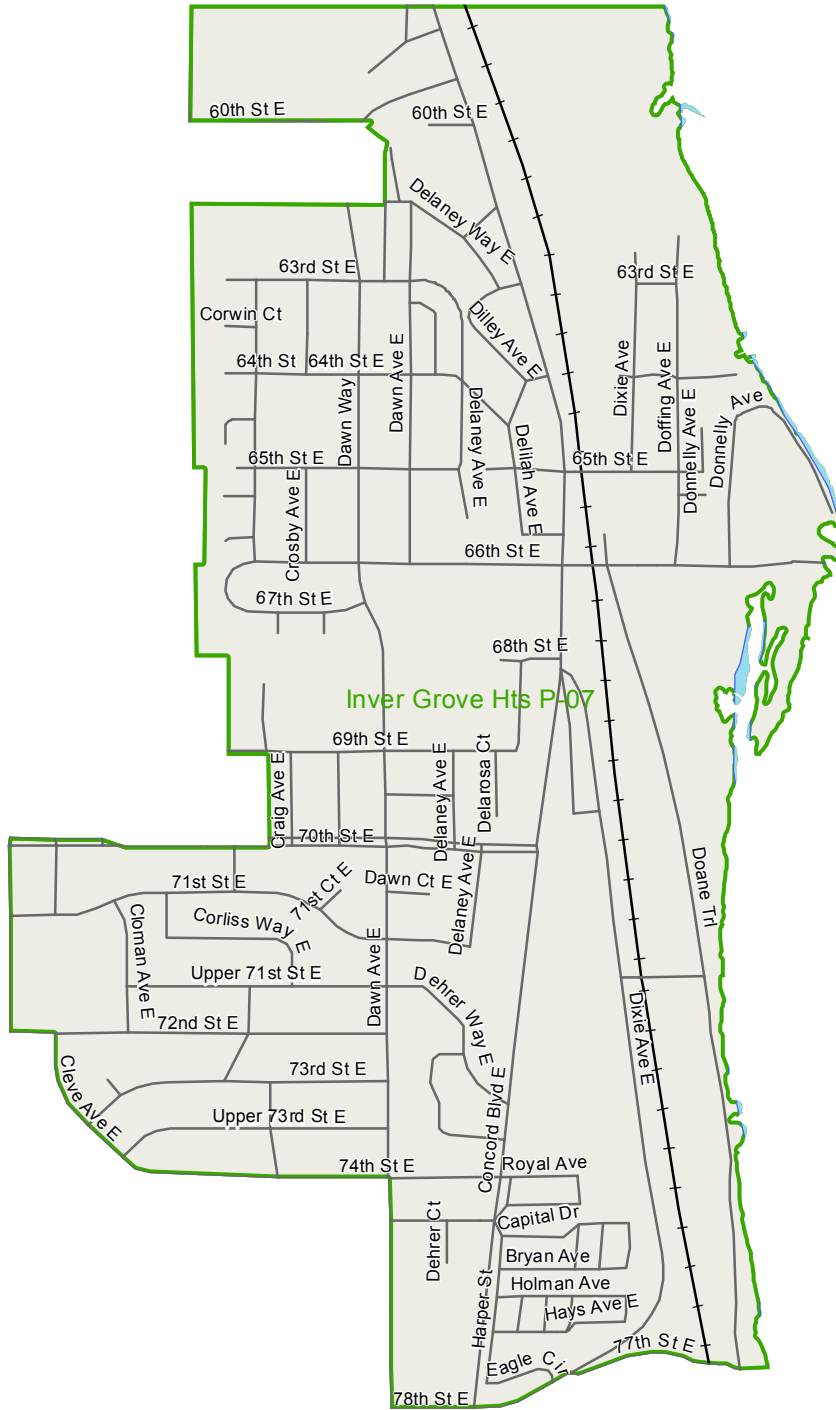 60th St E
60th St E
Delaney Way E
63rd St E
63rd St E
Corwin Ct
Dilley Ave E
64th St
64th St E
Dawn Way
Dawn Ave E
Dixie Ave
Doffing Ave E
Delaney Ave E
Delilah Ave E
Donnelly Ave E
Donnelly Ave
65th St E
65th St E
Crosby Ave E
66th St E
67th St E
68th St E
Inver Grove Hts P-07
69th St E
Craig Ave E
Delaney Ave E
Delarosa Ct
70th St E
71st St E
71st Ct E
Dawn Ct E
Delaney Ave E
Doane Trl
Cloman Ave E
Corliss Way E
Dawn Ave E
Upper 71st St E
Dehrer Way E
72nd St E
Dixie Ave E
Cleve Ave E
73rd St E
Concord Blvd E
Upper 73rd St E
74th St E
Royal Ave
Capital Dr
Dehrer Ct
Bryan Ave
Holman Ave
Harper St
Hays Ave E
77th St E
Eagle Cir
78th St E